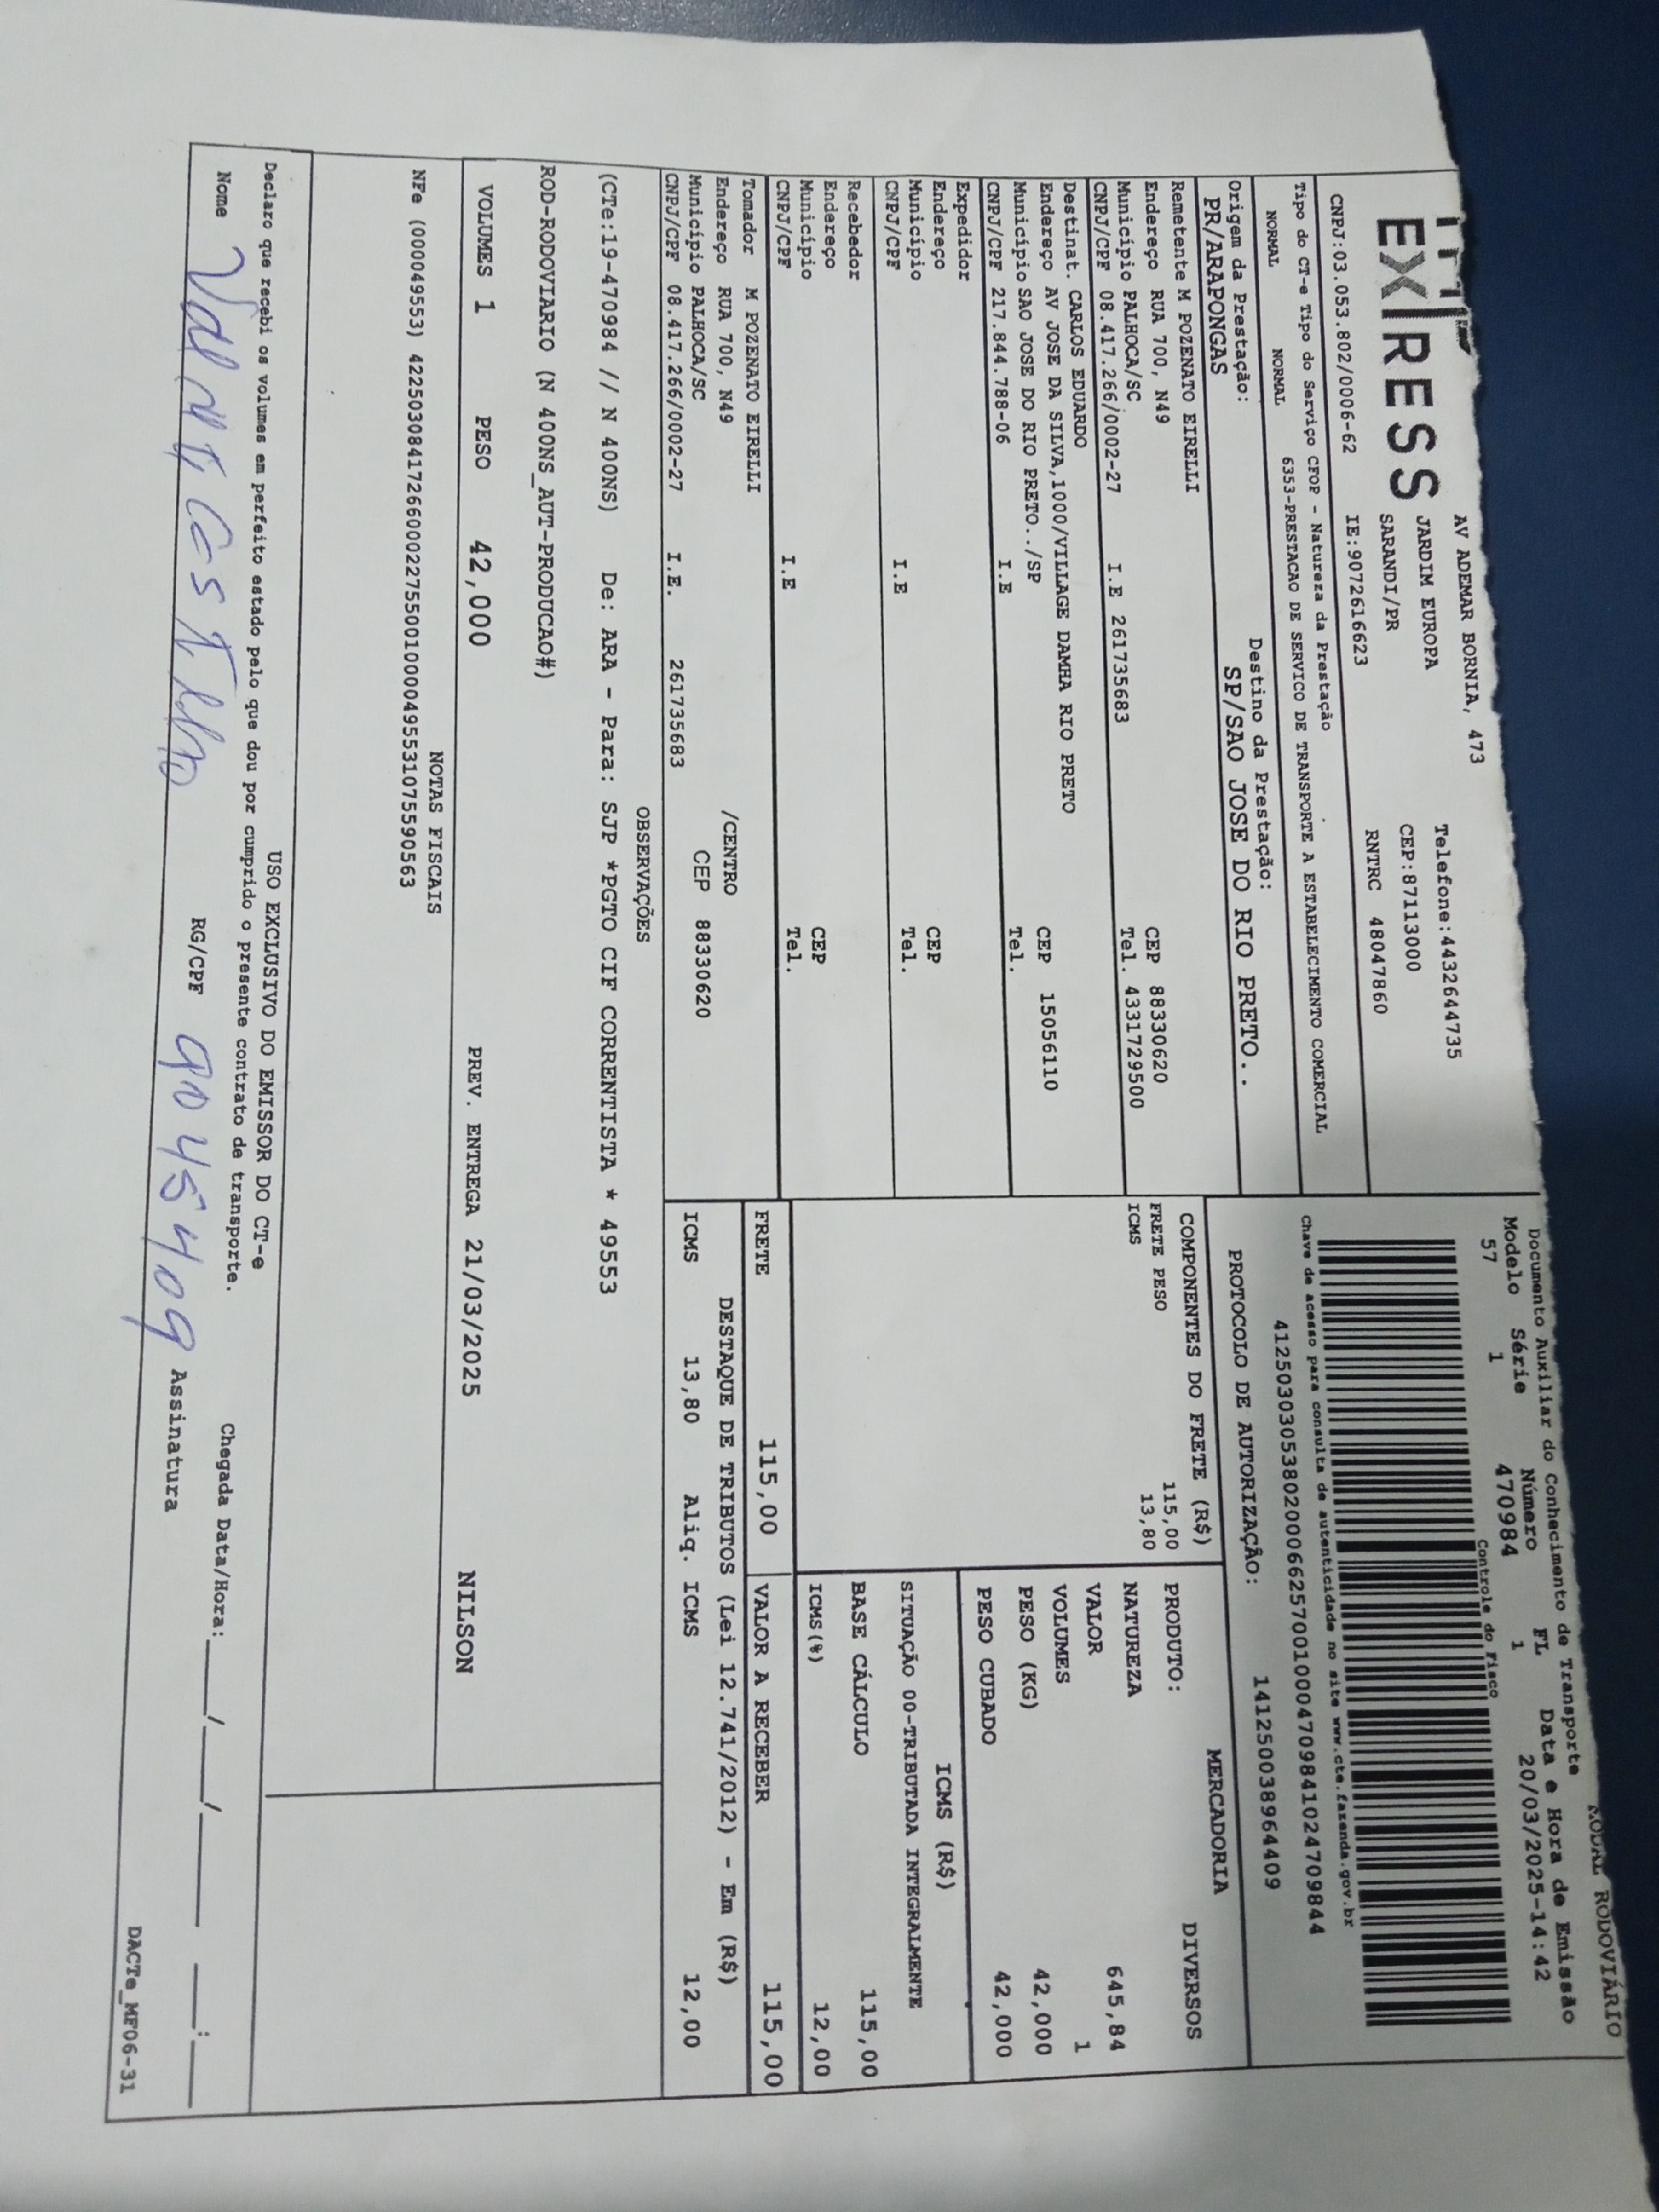 MODAL RODOVIÁRIO
EXPRESS
AV ADEMAR BORNIA, 473
JARDIM EUROPA
SARANDI/PR
Telefone:4432644735
CEP:87113000
RNTRC 48047860
CNPJ:03.053.802/0006-62 IE:9072616623
Documento Auxiliar do Conhecimento de Transporte
Modelo Série Número FL Data e Hora de Emissão
57 1 470984 1 20/03/2025-14:42
Controle do Fisco
Chave de acesso para consulta de autenticidade no site www.cte.fazenda.gov.br
41250303053802000662570010004709841024709844
PROTOCOLO DE AUTORIZAÇÃO: 141250038964409
Tipo do CT-e Tipo do Serviço CFOP - Natureza da Prestação
NORMAL NORMAL 6353-PRESTACAO DE SERVICO DE TRANSPORTE A ESTABELECIMENTO COMERCIAL
Origem da Prestação: Destino da Prestação:
PR/ARAPONGAS SP/SAO JOSE DO RIO PRETO..
Remetente M POZENATO EIRELLI
Endereço RUA 700, N49 CEP 88330620
Município PALHOCA/SC Tel. 4331729500
CNPJ/CPF 08.417.266/0002-27 I.E 261735683
Destinat. CARLOS EDUARDO
Endereço AV JOSE DA SILVA,1000/VILLAGE DAMHA RIO PRETO CEP 15056110
Município SAO JOSE DO RIO PRETO../SP Tel.
CNPJ/CPF 217.844.788-06 I.E
Expedidor
Endereço CEP
Município Tel.
CNPJ/CPF I.E
Recebedor
Endereço CEP
Município Tel.
CNPJ/CPF I.E
Tomador M POZENATO EIRELLI
Endereço RUA 700, N49 /CENTRO
Município PALHOCA/SC CEP 88330620
CNPJ/CPF 08.417.266/0002-27 I.E. 261735683
COMPONENTES DO FRETE (R$)
FRETE PESO 115,00
ICMS 13,80
MERCADORIA
PRODUTO: DIVERSOS
NATUREZA
VALOR 645,84
VOLUMES 1
PESO (KG) 42,000
PESO CUBADO 42,000
ICMS (R$)
SITUAÇÃO 00-TRIBUTADA INTEGRALMENTE
BASE CÁLCULO 115,00
ICMS(%) 12,00
FRETE 115,00 VALOR A RECEBER 115,00
DESTAQUE DE TRIBUTOS (Lei 12.741/2012) - Em (R$)
ICMS 13,80 Aliq. ICMS 12,00
OBSERVAÇÕES
(CTe:19-470984 // N 400NS) De: ARA - Para: SJP *PGTO CIF CORRENTISTA * 49553
ROD-RODOVIARIO (N 400NS_AUT-PRODUCAO#)
VOLUMES 1 PESO 42,000 PREV. ENTREGA 21/03/2025 NILSON
NOTAS FISCAIS
NFe (000049553) 42250308417266000227550010000495531075590563
USO EXCLUSIVO DO EMISSOR DO CT-e
Declaro que recebi os volumes em perfeito estado pelo que dou por cumprido o presente contrato de transporte.
Chegada Data/Hora:___/___/____ __:__
Nome RG/CPF 9045409 Assinatura
DACTe_MF06-31